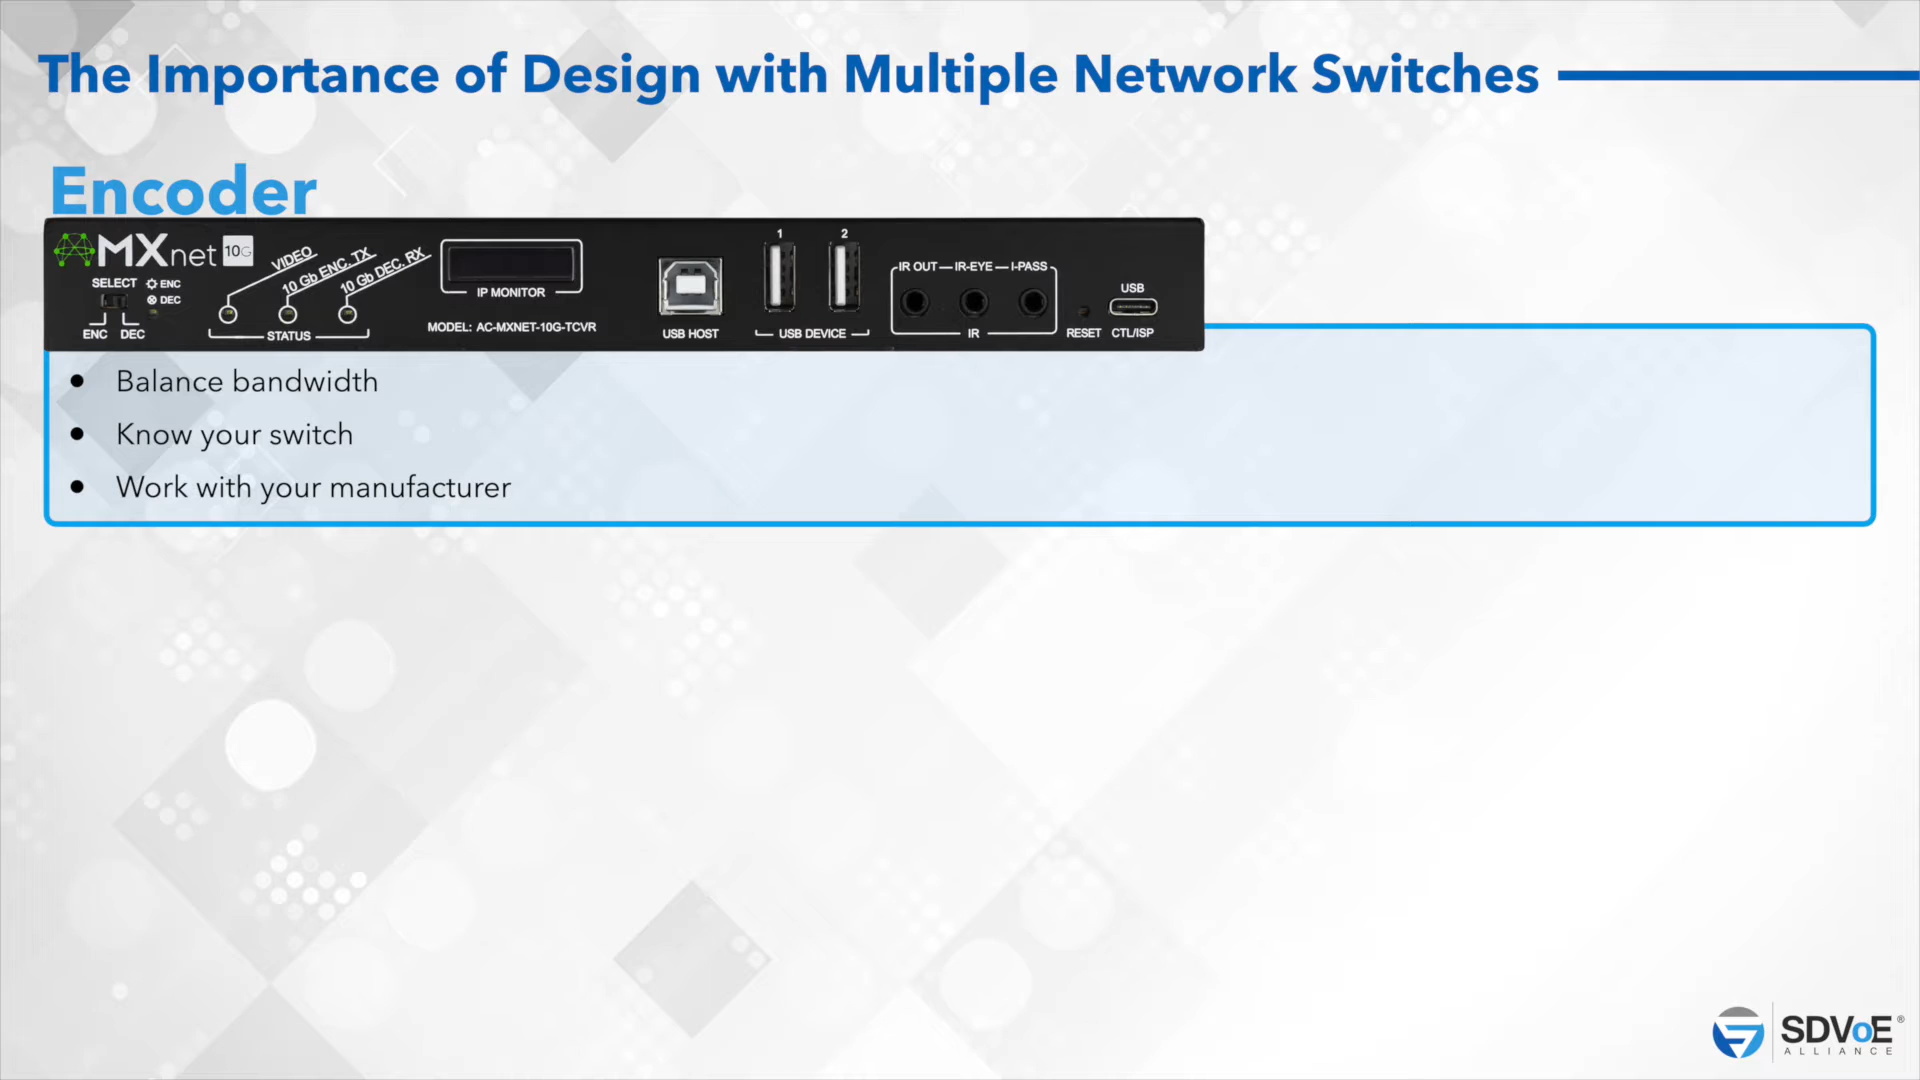 The Importance of Design with Multiple Network Switches
Encoder
MXnet 10G
VIDEO
10 Gb ENC. TX
10 Gb DEC. RX
SELECT
ENC
DEC
ENC DEC
STATUS
IP MONITOR
MODEL: AC-MXNET-10G-TCVR
USB HOST
1 2
USB DEVICE
IR OUT IR-EYE I-PASS
IR
RESET
USB
CTL/ISP
• Balance bandwidth
• Know your switch
• Work with your manufacturer
SDVoE®
ALLIANCE